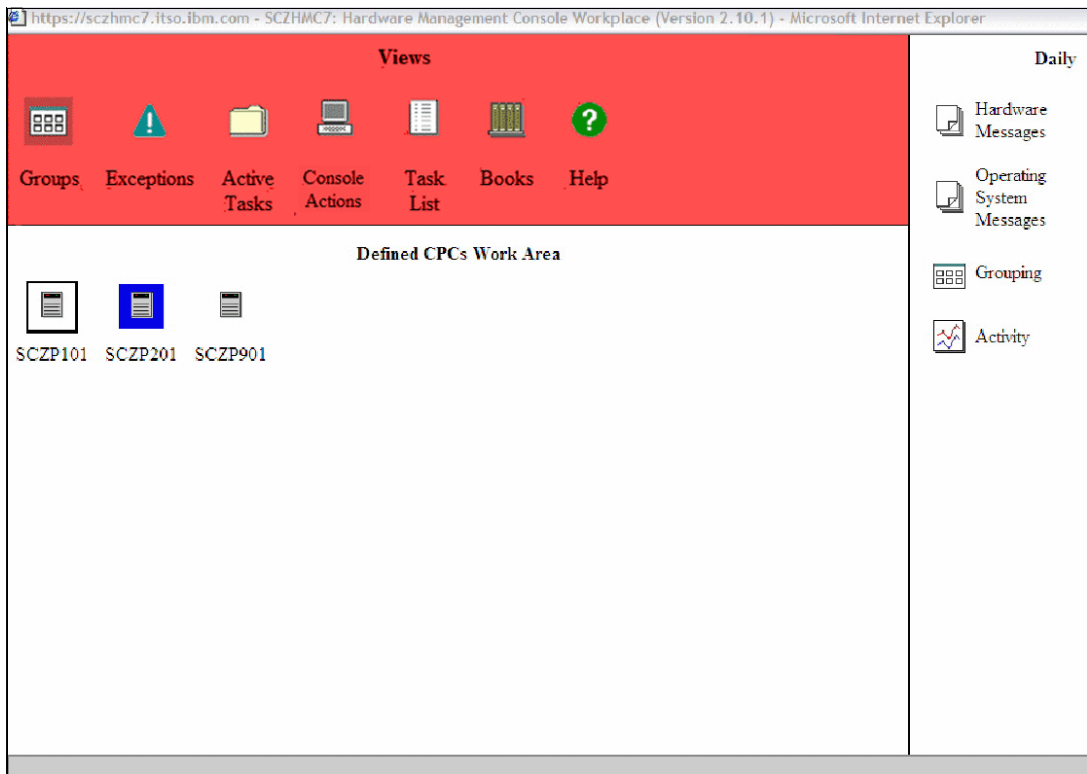 https://sczhmc7.itso.ibm.com - SCZHMC7: Hardware Management Console Workplace (Version 2.10.1) - Microsoft Internet Explorer
Views
Groups
Exceptions
Active
Tasks
Console
Actions
Task
List
Books
Help
Defined CPCs Work Area
SCZP101
SCZP201
SCZP901
Daily
Hardware
Messages
Operating
System
Messages
Grouping
Activity